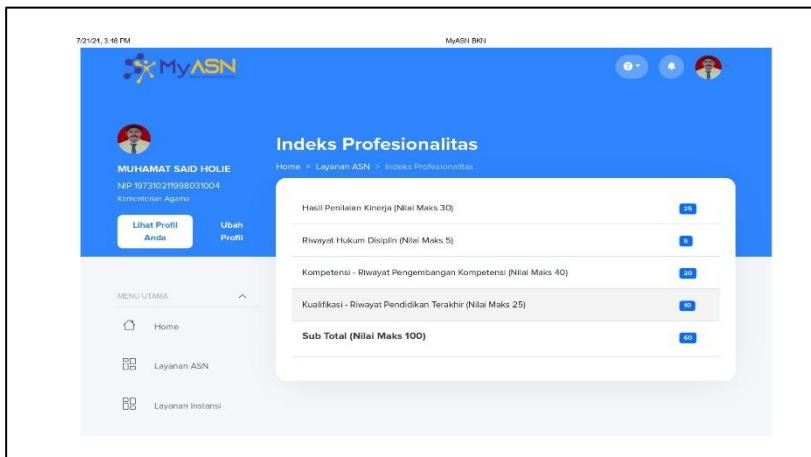 7/21/24, 3:48 PM
MyASN BKN
MyASN
MUHAMAT SAID HOLIE
NIP 197310211998031004
Kementerian Agama
Lihat Profil Anda
Ubah Profil
MENU UTAMA
Home
Layanan ASN
Layanan Instansi
Indeks Profesionalitas
Home > Layanan ASN > Indeks Profesionalitas
Hasil Penilaian Kinerja (Nilai Maks 30) 25
Riwayat Hukum Disiplin (Nilai Maks 5) 5
Kompetensi - Riwayat Pengembangan Kompetensi (Nilai Maks 40) 20
Kualifikasi - Riwayat Pendidikan Terakhir (Nilai Maks 25) 10
Sub Total (Nilai Maks 100) 60